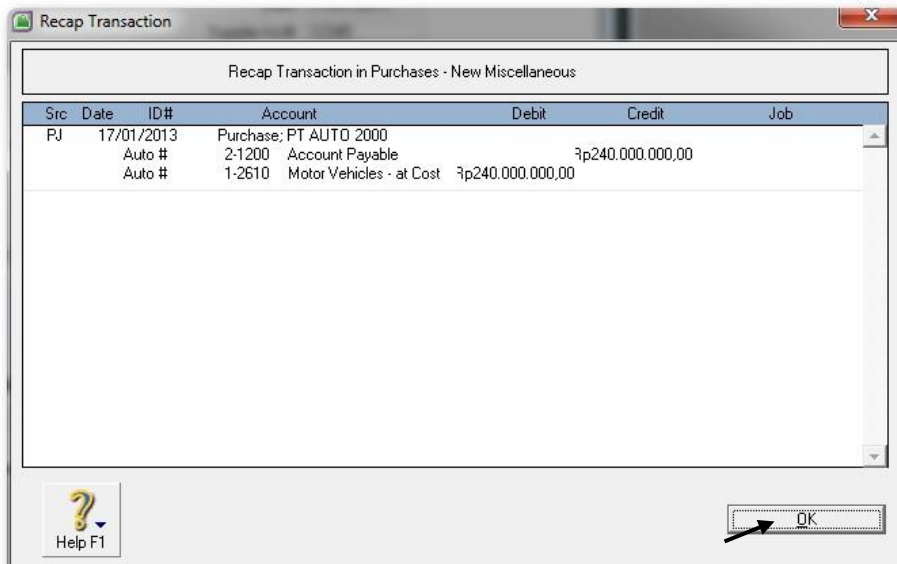 Recap Transaction
Recap Transaction in Purchases - New Miscellaneous
Src Date ID# Account Debit Credit Job
PJ 17/01/2013 Purchase; PT AUTO 2000
Auto # 2-1200 Account Payable Rp240.000.000,00
Auto # 1-2610 Motor Vehicles - at Cost Rp240.000.000,00
Help F1
OK